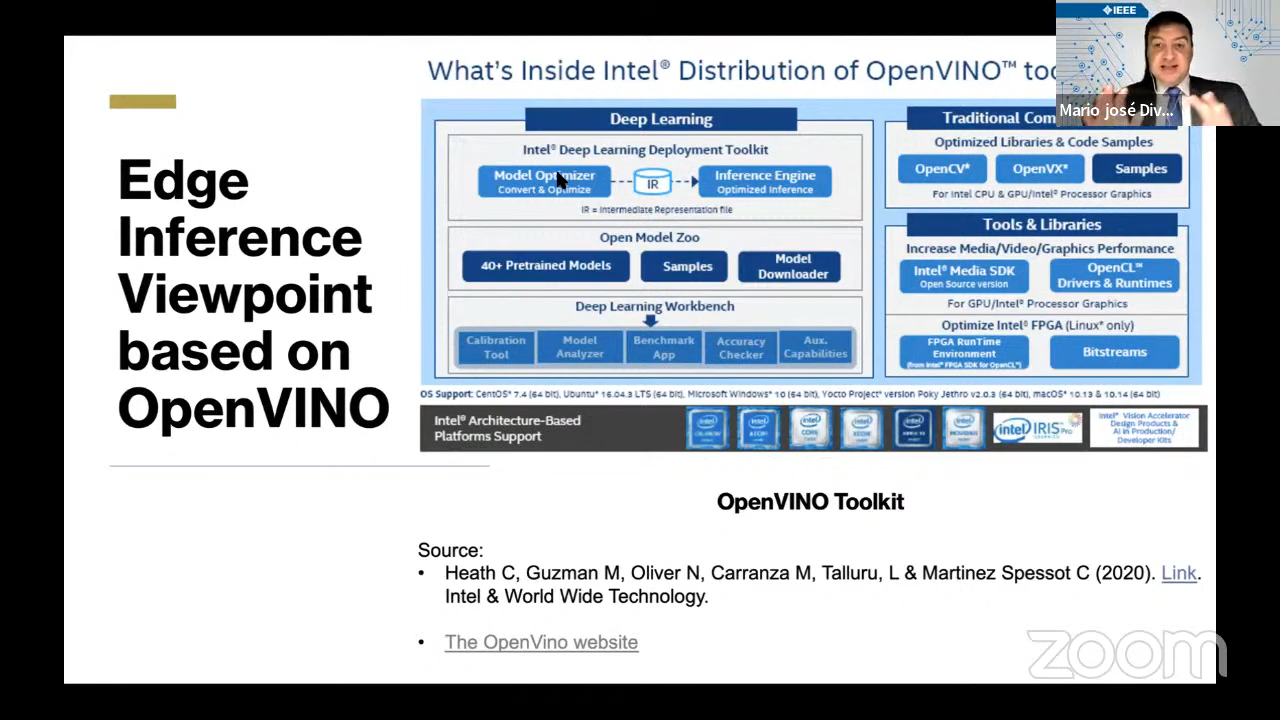 IEEE
Mario josé Div...
What's Inside Intel® Distribution of OpenVINO™
Edge
Inference
Viewpoint
based on
OpenVINO
Deep Learning
Intel® Deep Learning Deployment Toolkit
Model Optimizer
Convert & Optimize
IR
Inference Engine
Optimized Inference
IR = Intermediate Representation file
Open Model Zoo
40+ Pretrained Models
Samples
Model
Downloader
Deep Learning Workbench
Calibration
Tool
Model
Analyzer
Benchmark
App
Accuracy
Checker
Aux.
Capabilities
Traditional
Optimized Libraries & Code Samples
OpenCV*
OpenVX*
Samples
For Intel CPU & GPU/Intel® Processor Graphics
Tools & Libraries
Increase Media/Video/Graphics Performance
Intel® Media SDK
Open Source version
OpenCL™
Drivers & Runtimes
For GPU/Intel® Processor Graphics
Optimize Intel® FPGA (Linux* only)
FPGA RunTime
Environment
(from Intel® FPGA SDK for OpenCL™)
Bitstreams
OS Support: CentOS* 7.4 (64 bit), Ubuntu* 16.04.3 LTS (64 bit), Microsoft Windows* 10 (64 bit), Yocto Project* version Poky Jethro v2.0.3 (64 bit), macOS* 10.13 & 10.14 (64 bit)
Intel® Architecture-Based
Platforms Support
intel IRIS Pro
Intel® Vision Accelerator
Design Products &
AI in Production/
Developer Kits
OpenVINO Toolkit
Source:
• Heath C, Guzman M, Oliver N, Carranza M, Talluru, L & Martinez Spessot C (2020). Link.
Intel & World Wide Technology.
• The OpenVino website
zoom